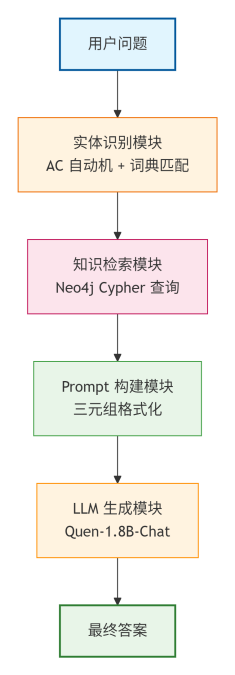 用户问题
实体识别模块
AC 自动机 + 词典匹配
知识检索模块
Neo4j Cypher 查询
Prompt 构建模块
三元组格式化
LLM 生成模块
Quen-1.8B-Chat
最终答案